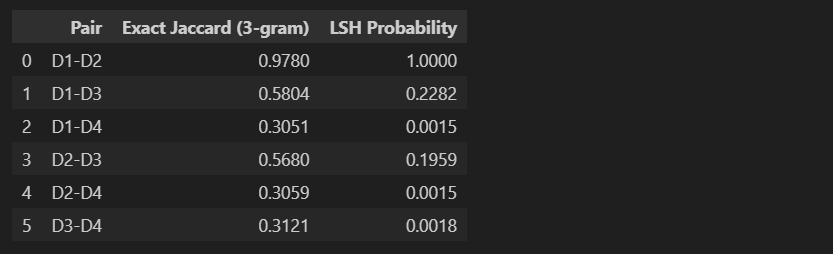 Pair Exact Jaccard (3-gram) LSH Probability
0 D1-D2 0.9780 1.0000
1 D1-D3 0.5804 0.2282
2 D1-D4 0.3051 0.0015
3 D2-D3 0.5680 0.1959
4 D2-D4 0.3059 0.0015
5 D3-D4 0.3121 0.0018